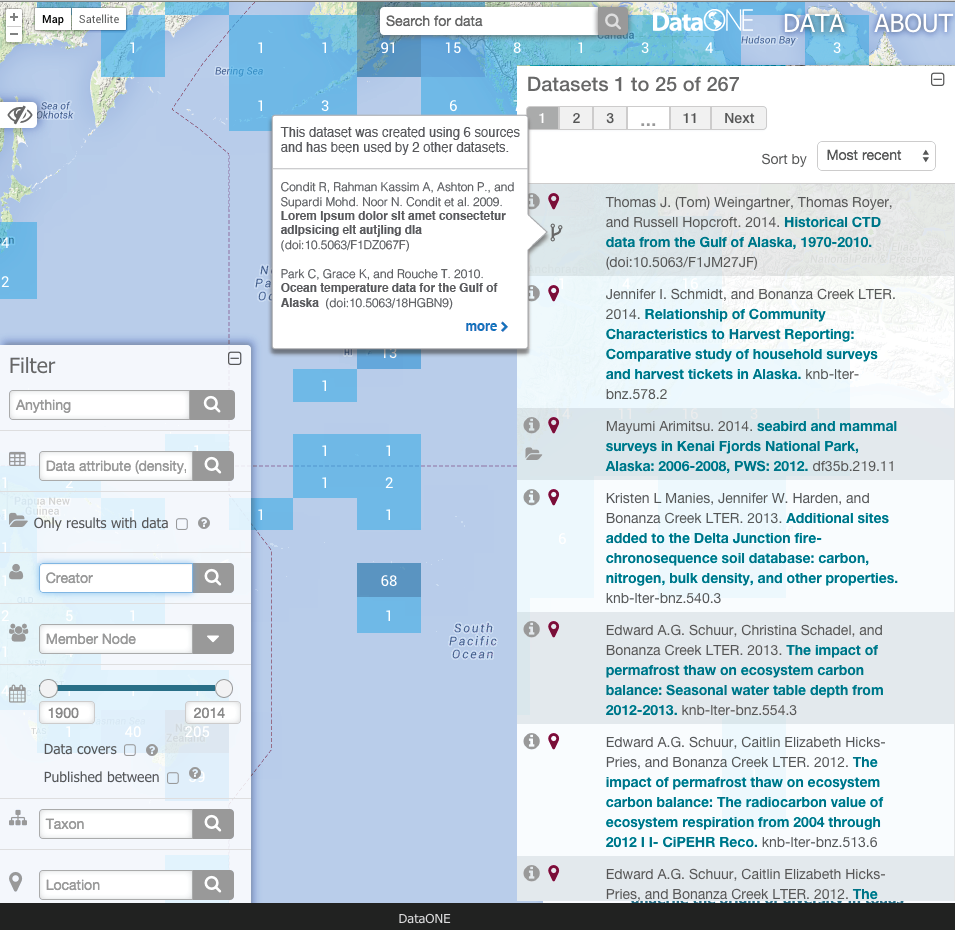 +
−
Map
Satellite
Search for data
DataONE
DATA
ABOUT
1
1
1
91
15
8
1
3
4
3
Canada
Hudson Bay
Bering Sea
Sea of
Okhotsk
1
3
6
Datasets 1 to 25 of 267
1
2
3
...
11
Next
Sort by
Most recent
This dataset was created using 6 sources
and has been used by 2 other datasets.
Condit R, Rahman Kassim A, Ashton P., and
Supardi Mohd. Noor N. Condit et al. 2009.
Lorem ipsum dolor sit amet consectetur
adipsicing elt autjling dla
(doi:10.5063/F1DZ067F)
Park C, Grace K, and Rouche T. 2010.
Ocean temperature data for the Gulf of
Alaska (doi:10.5063/18HGBN9)
more
Thomas J. (Tom) Weingartner, Thomas Royer,
and Russell Hopcroft. 2014. Historical CTD
data from the Gulf of Alaska, 1970-2010.
(doi:10.5063/F1JM27JF)
Jennifer I. Schmidt, and Bonanza Creek LTER.
2014. Relationship of Community
Characteristics to Harvest Reporting:
Comparative study of household surveys
and harvest tickets in Alaska. knb-lter-
bnz.578.2
Mayumi Arimitsu. 2014. seabird and mammal
surveys in Kenai Fjords National Park,
Alaska: 2006-2008, PWS: 2012. df35b.219.11
Kristen L Manies, Jennifer W. Harden, and
Bonanza Creek LTER. 2013. Additional sites
added to the Delta Junction fire-
chronosequence soil database: carbon,
nitrogen, bulk density, and other properties.
knb-lter-bnz.540.3
Edward A.G. Schuur, Christina Schadel, and
Bonanza Creek LTER. 2013. The impact of
permafrost thaw on ecosystem carbon
balance: Seasonal water table depth from
2012-2013. knb-lter-bnz.554.3
Edward A.G. Schuur, Caitlin Elizabeth Hicks-
Pries, and Bonanza Creek LTER. 2012. The
impact of permafrost thaw on ecosystem
carbon balance: The radiocarbon value of
ecosystem respiration from 2004 through
2012 I I- CiPEHR Reco. knb-lter-bnz.513.6
Edward A.G. Schuur, Caitlin Elizabeth Hicks-
Pries, and Bonanza Creek LTER. 2012. The
4
2
13
1
1
1
1
2
1
1
68
1
South
Pacific
Ocean
Filter
Anything
Data attribute (density,
Papua New
Guinea
Only results with data
?
Creator
Member Node
1900
2014
40
205
Data covers
?
Published between
?
Taxon
Location
DataONE